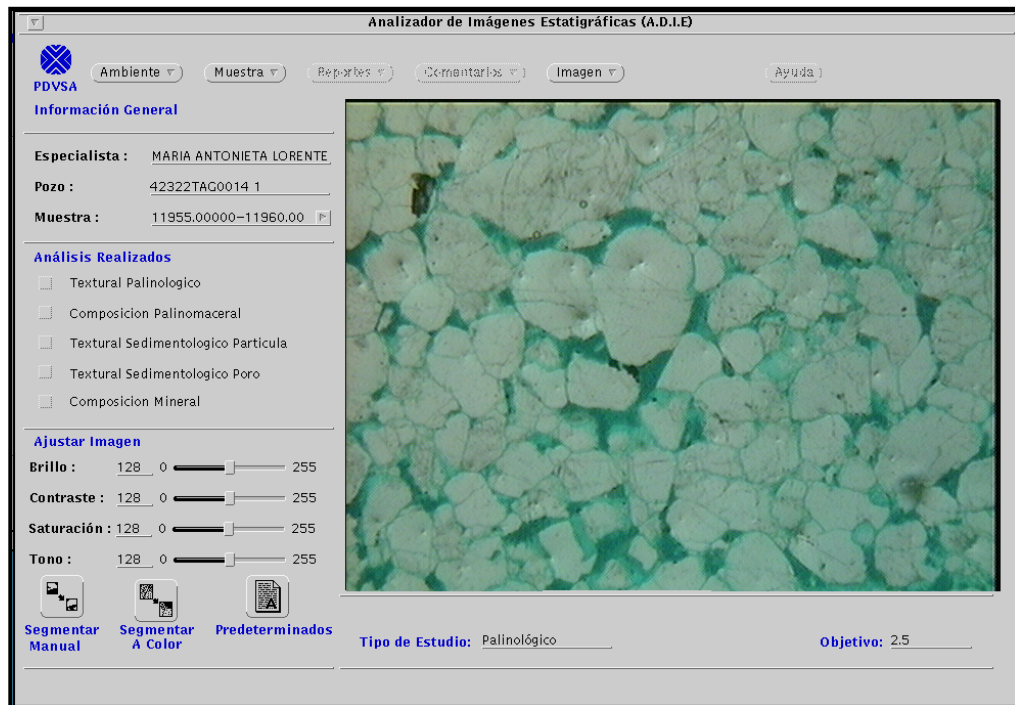 Analizador de Imágenes Estatigráficas (A.D.I.E)
PDVSA
Ambiente Muestra Reportes Comentarios Imagen Ayuda
Información General
Especialista : MARIA ANTONIETA LORENTE
Pozo : 42322TAG0014 1
Muestra : 11955.00000-11960.00
Análisis Realizados
Textural Palinologico
Composicion Palinomaceral
Textural Sedimentologico Particula
Textural Sedimentologico Poro
Composicion Mineral
Ajustar Imagen
Brillo : 128 0 255
Contraste : 128 0 255
Saturación : 128 0 255
Tono : 128 0 255
Segmentar Manual
Segmentar A Color
Predeterminados
Tipo de Estudio: Palinológico
Objetivo: 2.5